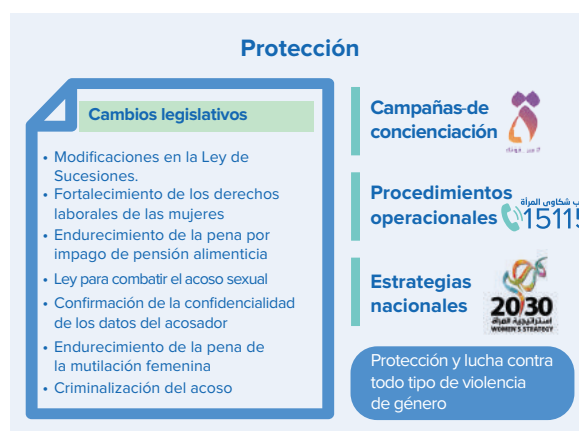 Protección
Cambios legislativos
• Modificaciones en la Ley de
Sucesiones.
• Fortalecimiento de los derechos
laborales de las mujeres
• Endurecimiento de la pena por
impago de pensión alimenticia
• Ley para combatir el acoso sexual
• Confirmación de la confidencialidad
de los datos del acosador
• Endurecimiento de la pena de
la mutilación femenina
• Criminalización del acoso
Campañas-de
concienciación
Procedimientos
operacionales
شكاوى المرأة
15115
Estrategias
nacionales
2030
استراتيجية المرأة
WOMEN'S STRATEGY
Protección y lucha contra
todo tipo de violencia
de género